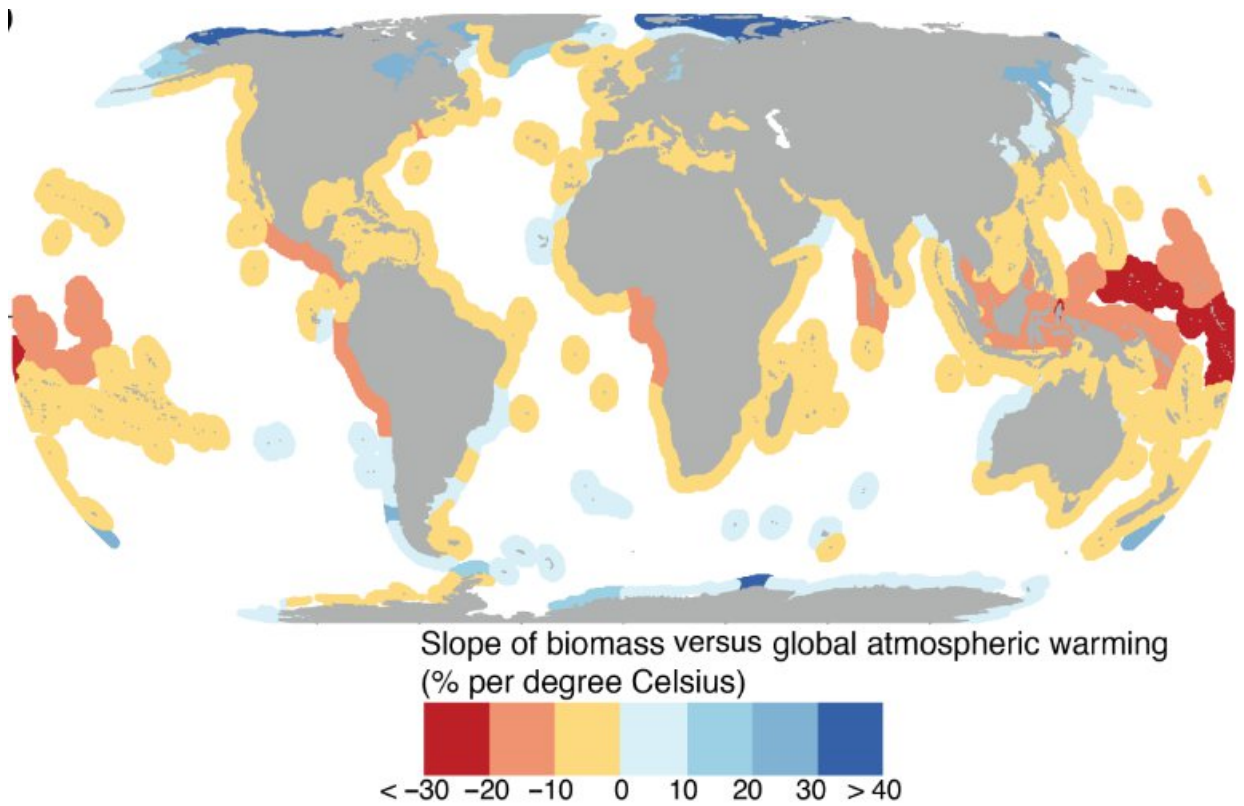 Slope of biomass versus global atmospheric warming
(% per degree Celsius)
< −30 −20 −10 0 10 20 30 > 40